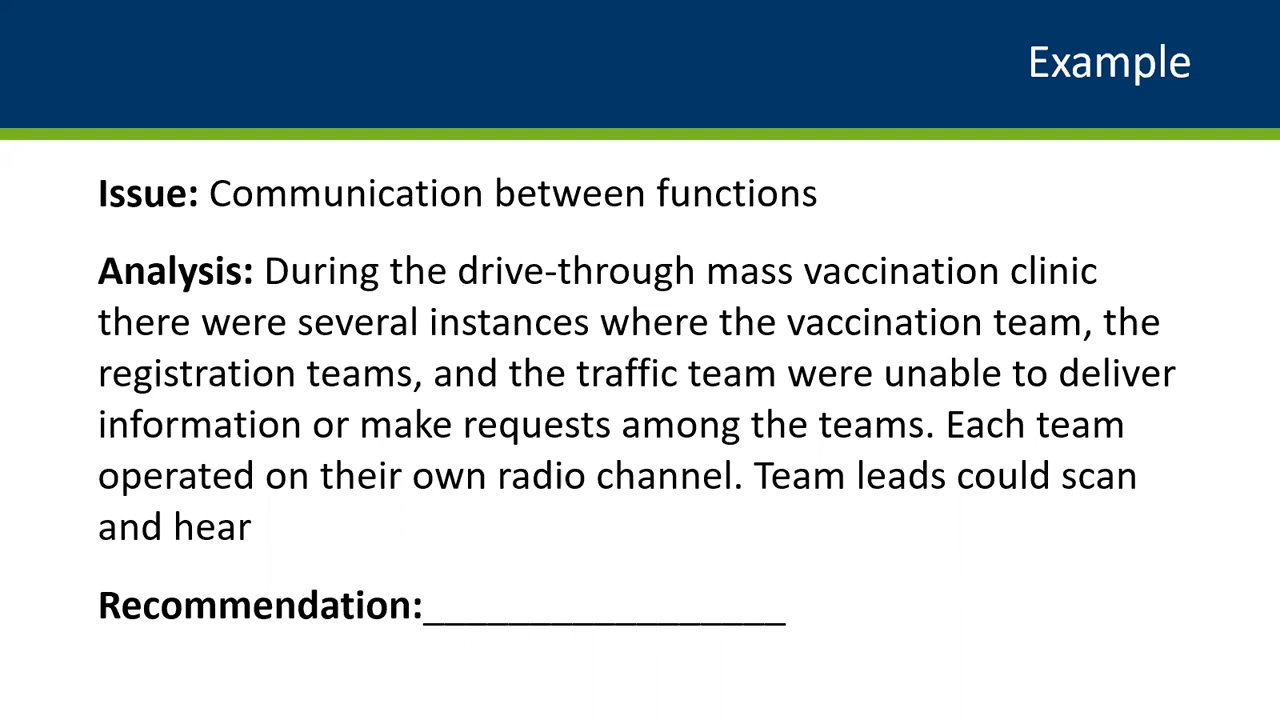 Example
Issue: Communication between functions
Analysis: During the drive-through mass vaccination clinic
there were several instances where the vaccination team, the
registration teams, and the traffic team were unable to deliver
information or make requests among the teams. Each team
operated on their own radio channel. Team leads could scan
and hear
Recommendation:_________________